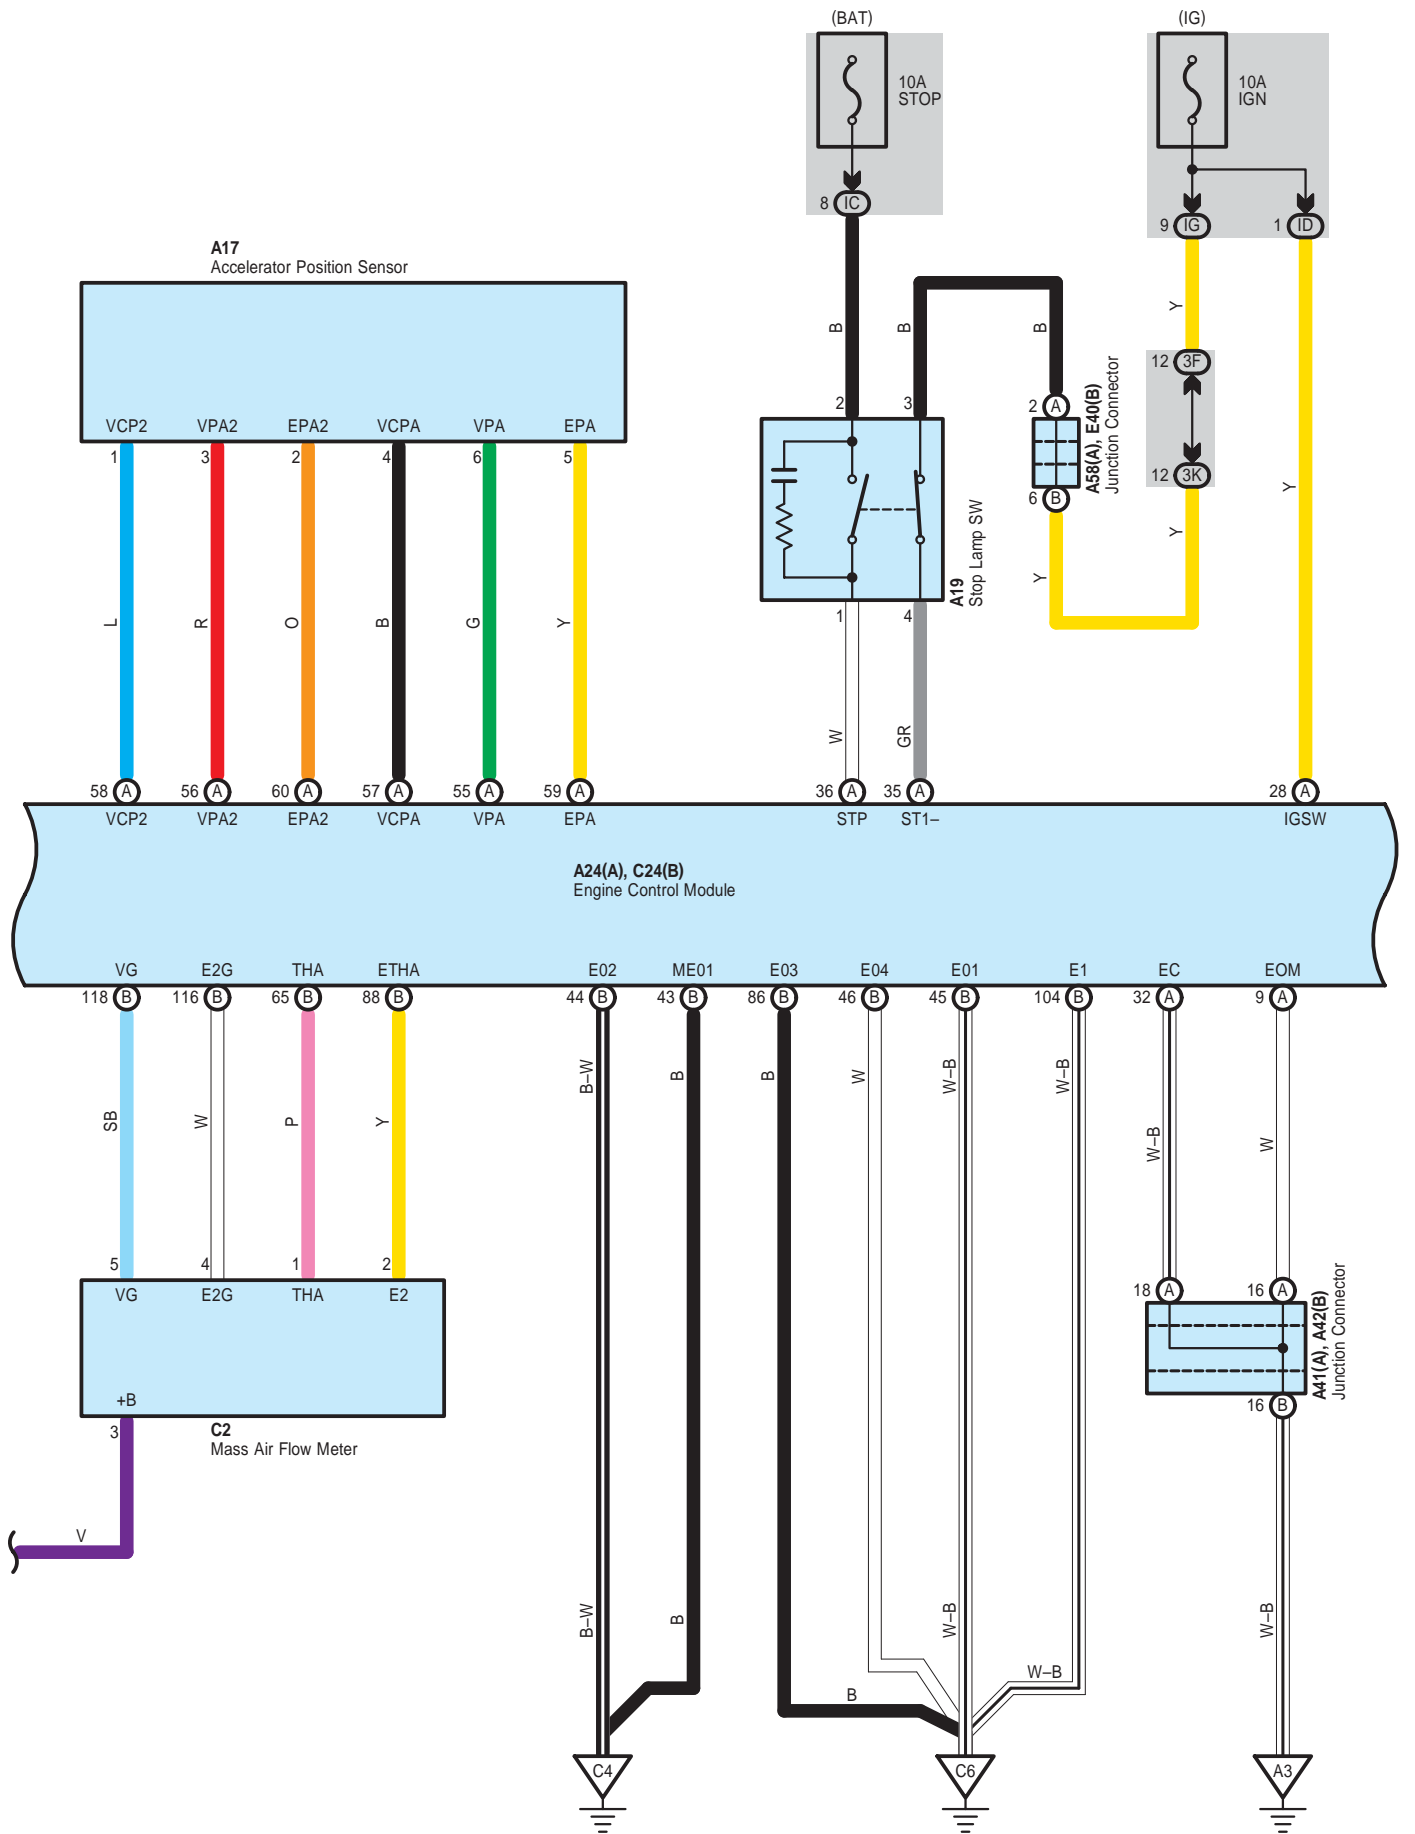 (BAT)
(IG)
10A
STOP
10A
IGN
8 IC
9 IG
1 ID
A17
Accelerator Position Sensor
B
B
B
Y
12 3F
2 A
A58(A), E40(B)
Junction Connector
VCP2 VPA2 EPA2 VCPA VPA EPA
1 3 2 4 6 5
2 3
12 3K
6 B
Y
Y
Y
A19
Stop Lamp SW
1 4
L R O B G Y
W GR
58 A 56 A 60 A 57 A 55 A 59 A 36 A 35 A 28 A
VCP2 VPA2 EPA2 VCPA VPA EPA STP ST1– IGSW
A24(A), C24(B)
Engine Control Module
VG E2G THA ETHA E02 ME01 E03 E04 E01 E1 EC EOM
118 B 116 B 65 B 88 B 44 B 43 B 86 B 46 B 45 B 104 B 32 A 9 A
B–W B B W W–B W–B
SB W P Y
W–B W
5 4 1 2
18 A 16 A
VG E2G THA E2
A41(A), A42(B)
Junction Connector
+B
3
16 B
C2
Mass Air Flow Meter
V
B–W B W–B W–B
W–B
B
C4 C6 A3